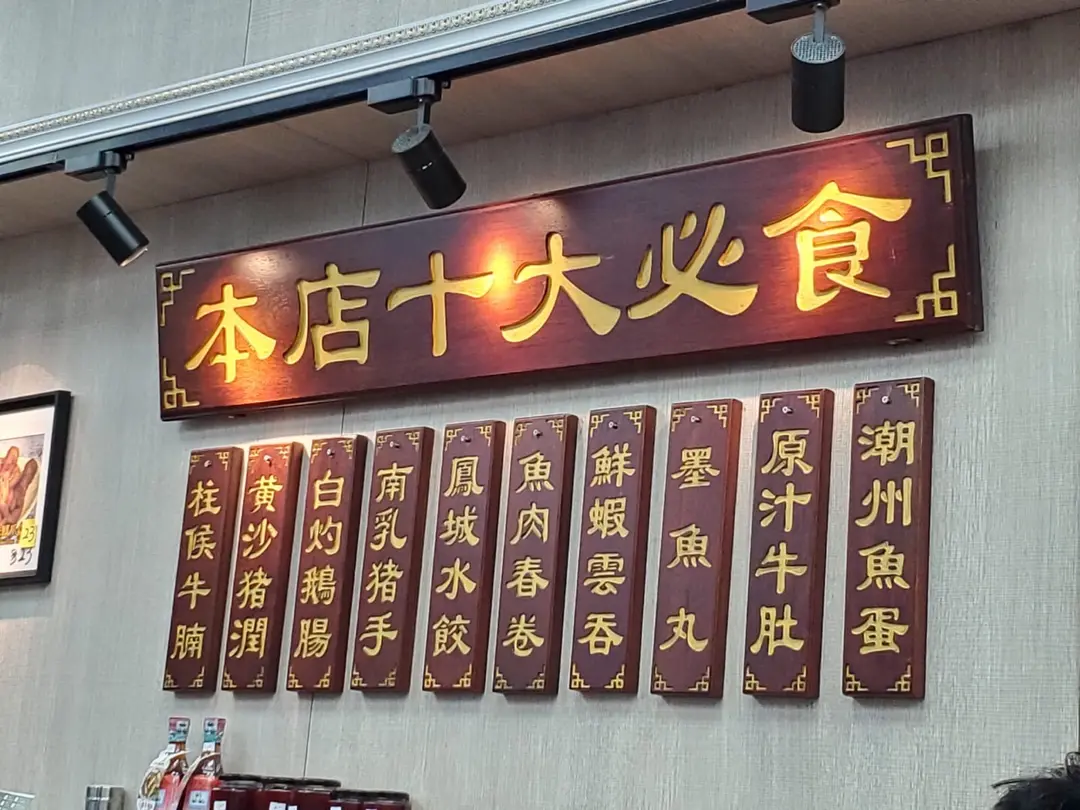 本店十大必食
潮州魚蛋
原汁牛肚
墨魚丸
鮮蝦雲吞
魚肉春卷
鳳城水餃
南乳猪手
白灼鵝腸
黄沙猪潤
柱侯牛腩